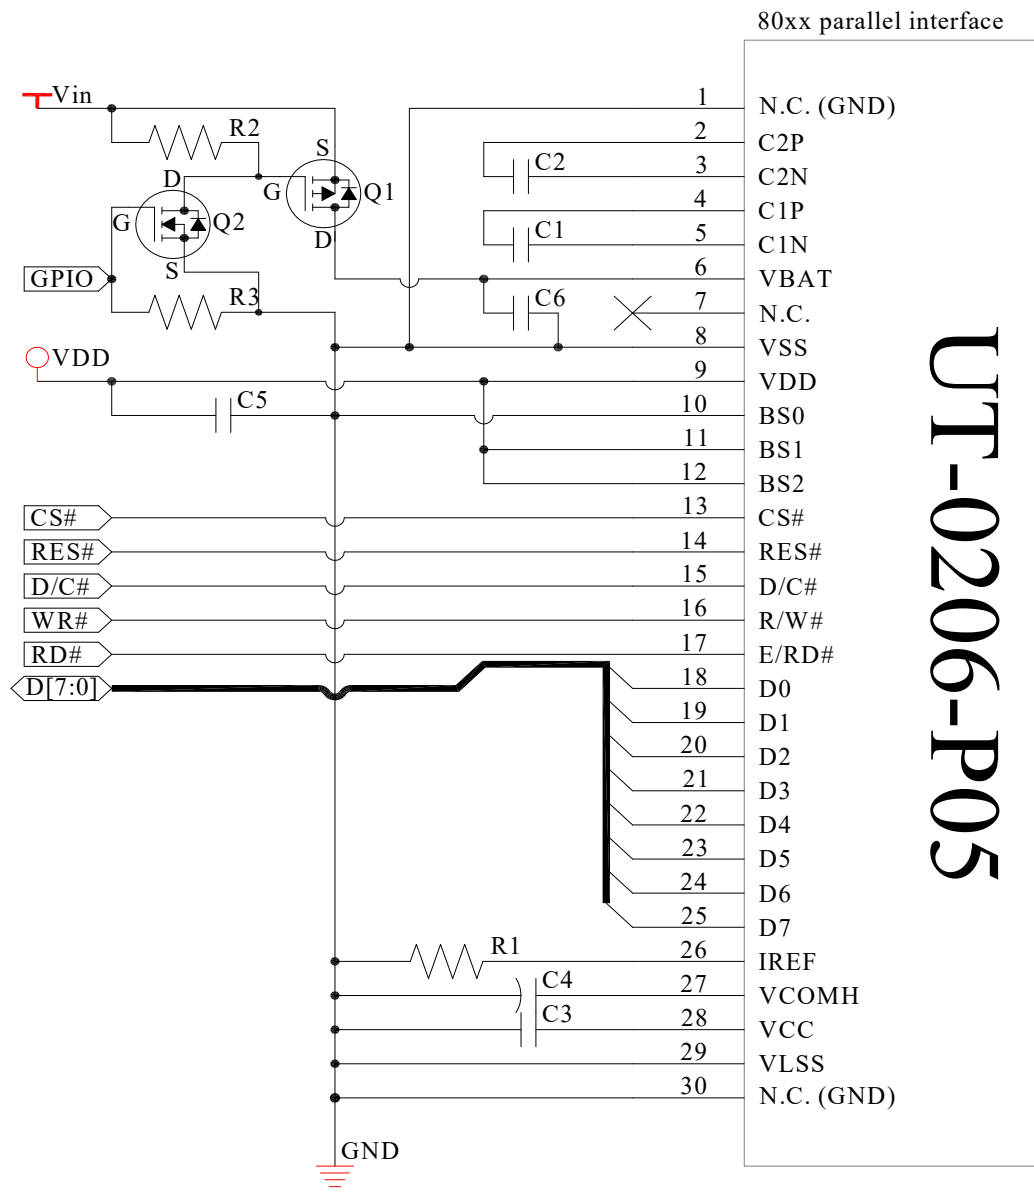 80xx parallel interface
Vin
R2
S
G
Q1
D
D
G
Q2
S
GPIO
R3
VDD
C5
C2
C1
C6
1 N.C. (GND)
2 C2P
3 C2N
4 C1P
5 C1N
6 VBAT
7 N.C.
8 VSS
9 VDD
10 BS0
11 BS1
12 BS2
CS# 13 CS#
RES# 14 RES#
D/C# 15 D/C#
WR# 16 R/W#
RD# 17 E/RD#
D[7:0] 18 D0
19 D1
20 D2
21 D3
22 D4
23 D5
24 D6
25 D7
R1 26 IREF
C4 27 VCOMH
C3 28 VCC
29 VLSS
30 N.C. (GND)
GND
UT-0206-P05